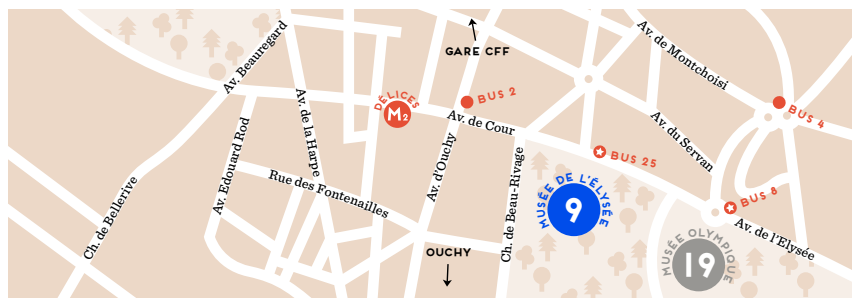 GARE CFF
Av. de Montchoisi
Av. Beauregard
DÉLICES
M2
BUS 2
BUS 4
Av. de Cour
Av. du Servan
Av. de la Harpe
Av. Edouard Rod
Av. d'Ouchy
BUS 25
Rue des Fontenailles
Ch. de Beau-Rivage
MUSÉE DE L'ÉLYSÉE
9
BUS 8
Ch. de Bellerive
Av. de l'Elysée
OUCHY
MUSÉE OLYMPIQUE
19